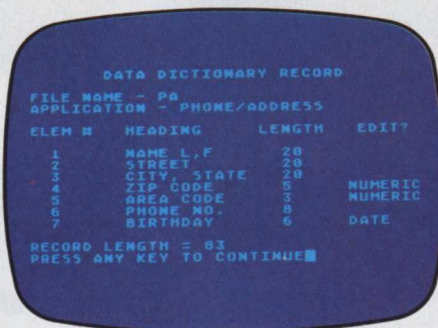 DATA DICTIONARY RECORD
FILE NAME - PA
APPLICATION - PHONE/ADDRESS
ELEM # HEADING LENGTH EDIT?
1 NAME L,F 20
2 STREET 20
3 CITY, STATE 20
4 ZIP CODE 5 NUMERIC
5 AREA CODE 3 NUMERIC
6 PHONE NO. 8
7 BIRTHDAY 6 DATE
RECORD LENGTH = 83
PRESS ANY KEY TO CONTINUE